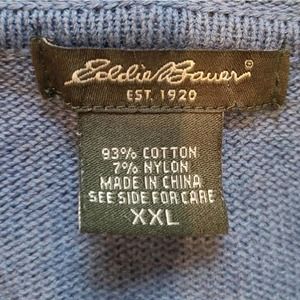 Eddie Bauer
EST. 1920
93% COTTON
7% NYLON
MADE IN CHINA
SEE SIDE FOR CARE
XXL